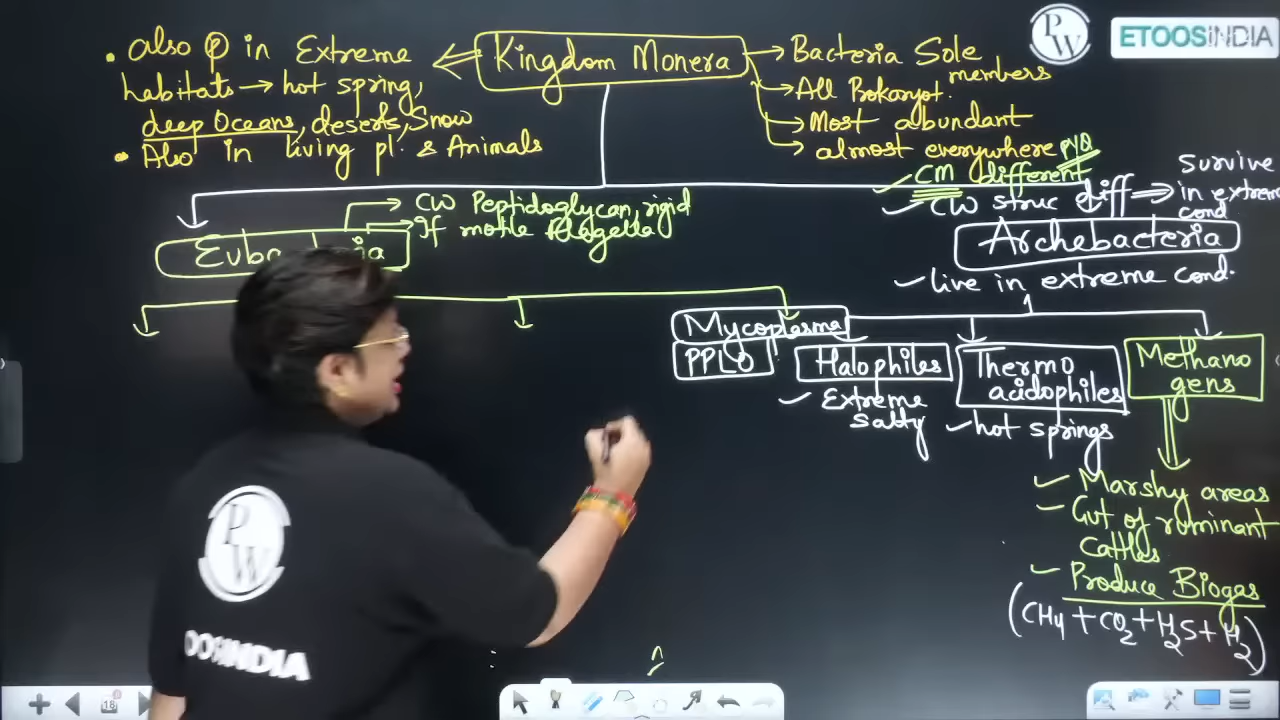 • also ⓟ in Extreme
habitats → hot spring,
deep Oceans, deserts, Snow
• Also in living pl. & Animals
Kingdom Monera
→ Bacteria Sole members
→ All Prokaryot.
→ Most abundant
→ almost everywhere
PYQ
PW
ETOOSINDIA
CM different
CW struc diff ⇒ Survive
in extreme
cond
→ CW Peptidoglycan, rigid
→ If motile flagella
Archebacteria
live in extreme cond.
Mycoplasma
PPLO
Halophiles
Extreme
salty
Thermo
acidophiles
hot springs
Methano
gens
Marshy areas
Gut of ruminant
Cattles
Produce Biogas
(CH4 + CO2 + H2S + H2)
PW
18